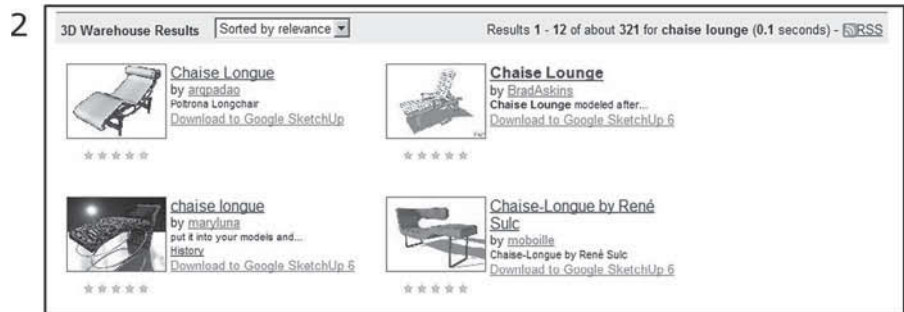 2
3D Warehouse Results Sorted by relevance Results 1 - 12 of about 321 for chaise lounge (0.1 seconds) - RSS
Chaise Longue
by arqpadao
Poltrona Longchair
Download to Google SketchUp
Chaise Lounge
by BradAskins
Chaise Lounge modeled after...
Download to Google SketchUp 6
chaise longue
by maryluna
put it into your models and...
History
Download to Google SketchUp 6
Chaise-Longue by René
Sulc
by moboille
Chaise-Longue by René Sulc
Download to Google SketchUp 6